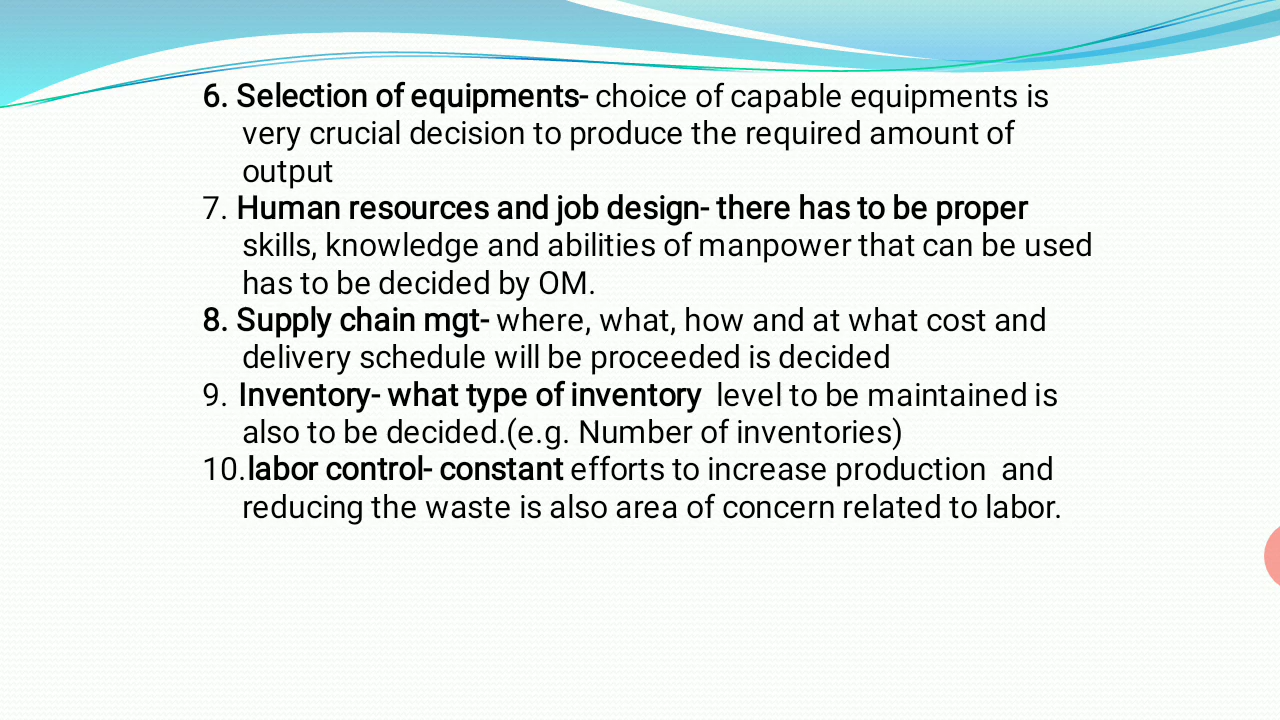 6. Selection of equipments- choice of capable equipments is
very crucial decision to produce the required amount of
output
7. Human resources and job design- there has to be proper
skills, knowledge and abilities of manpower that can be used
has to be decided by OM.
8. Supply chain mgt- where, what, how and at what cost and
delivery schedule will be proceeded is decided
9. Inventory- what type of inventory  level to be maintained is
also to be decided.(e.g. Number of inventories)
10.labor control- constant efforts to increase production  and
reducing the waste is also area of concern related to labor.